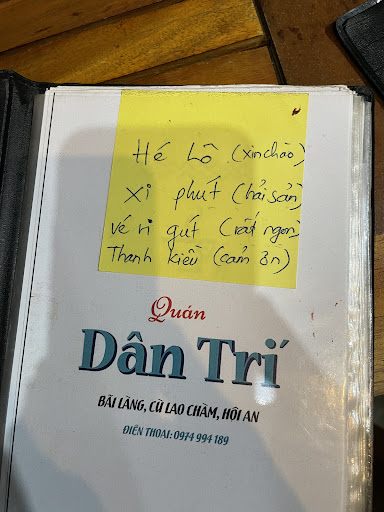 Hé Lô (xin chào)
xi phút (hải sản)
vé ri gút (rất ngon)
Thanh kiều (cảm ơn)
Quán
Dân Trí
BÃI LÀNG, CÙ LAO CHÀM, HỘI AN
ĐIỆN THOẠI: 0974 994 189